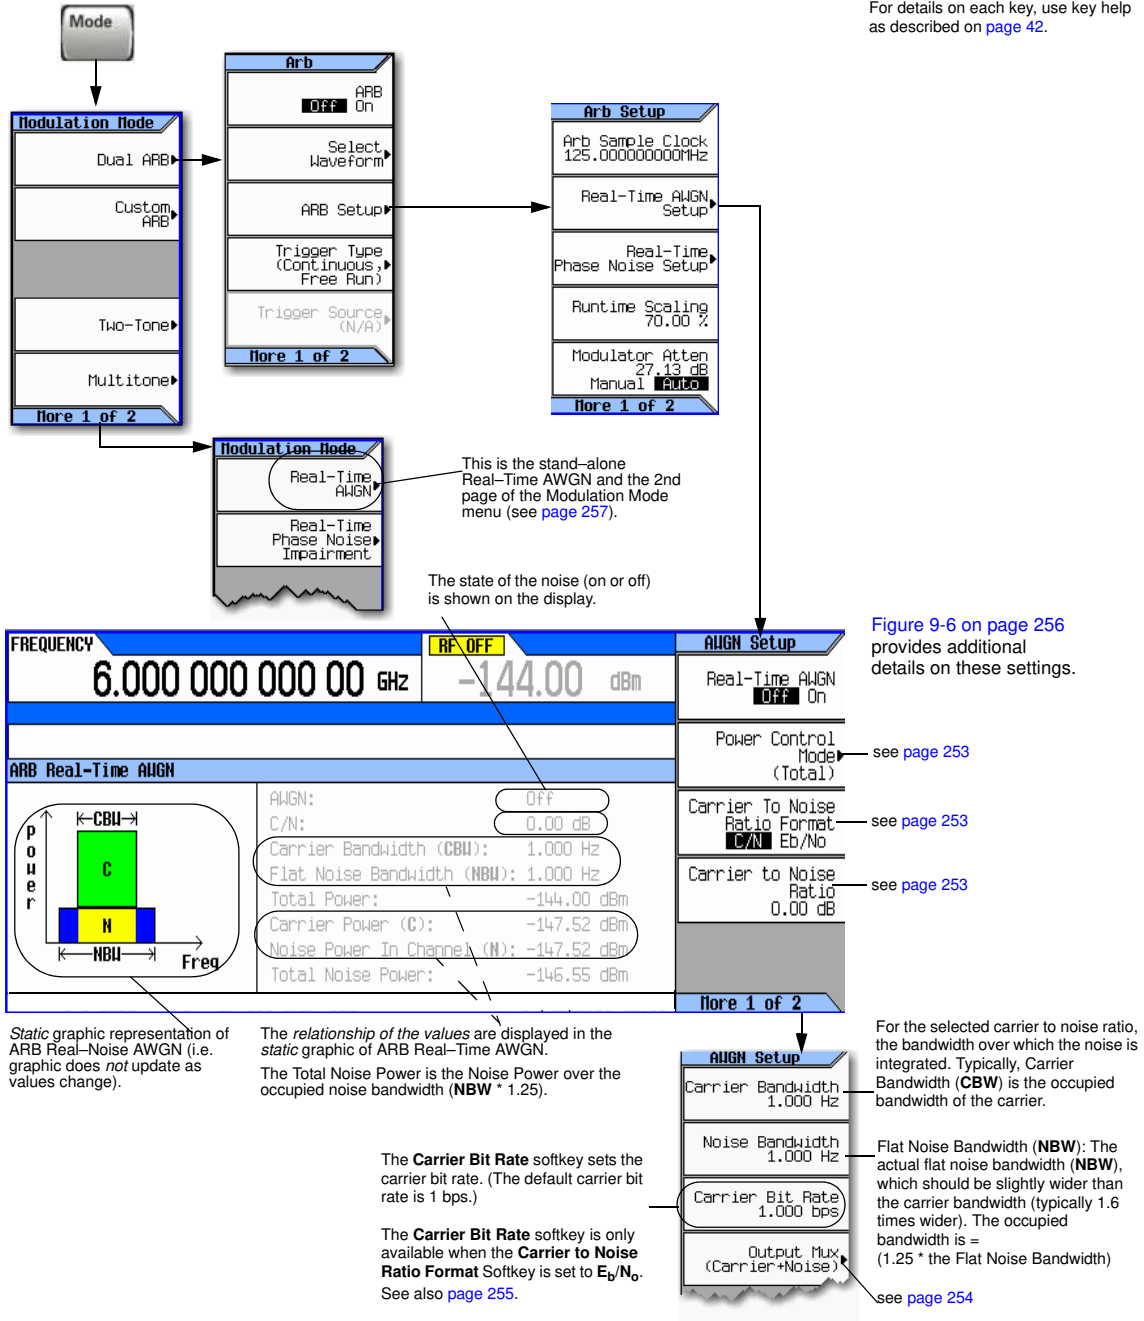 For details on each key, use key help
as described on page 42.
Mode
Modulation Mode
Dual ARB
Custom
ARB
Two-Tone
Multitone
More 1 of 2
Arb
ARB
Off On
Select
Waveform
ARB Setup
Trigger Type
(Continuous,
Free Run)
Trigger Source
(N/A)
More 1 of 2
Arb Setup
Arb Sample Clock
125.000000000MHz
Real-Time AWGN
Setup
Real-Time
Phase Noise Setup
Runtime Scaling
70.00 %
Modulator Atten
27.13 dB
Manual Auto
More 1 of 2
Modulation Mode
Real-Time
AWGN
Real-Time
Phase Noise
Impairment
This is the stand–alone
Real–Time AWGN and the 2nd
page of the Modulation Mode
menu (see page 257).
The state of the noise (on or off)
is shown on the display.
FREQUENCY
6.000 000 000 00 GHz
RF OFF
-144.00 dBm
ARB Real-Time AWGN
Power
CBW
C
N
NBW
Freq
AWGN: Off
C/N: 0.00 dB
Carrier Bandwidth (CBW): 1.000 Hz
Flat Noise Bandwidth (NBW): 1.000 Hz
Total Power: -144.00 dBm
Carrier Power (C): -147.52 dBm
Noise Power In Channel (N): -147.52 dBm
Total Noise Power: -146.55 dBm
AWGN Setup
Real-Time AWGN
Off On
Power Control
Mode
(Total)
Carrier To Noise
Ratio Format
C/N Eb/No
Carrier to Noise
Ratio
0.00 dB
More 1 of 2
Figure 9-6 on page 256
provides additional
details on these settings.
see page 253
see page 253
see page 253
Static graphic representation of
ARB Real–Noise AWGN (i.e.
graphic does not update as
values change).
The relationship of the values are displayed in the
static graphic of ARB Real–Time AWGN.
The Total Noise Power is the Noise Power over the
occupied noise bandwidth (NBW * 1.25).
The Carrier Bit Rate softkey sets the
carrier bit rate. (The default carrier bit
rate is 1 bps.)
The Carrier Bit Rate softkey is only
available when the Carrier to Noise
Ratio Format Softkey is set to Eb/No.
See also page 255.
AWGN Setup
Carrier Bandwidth
1.000 Hz
Noise Bandwidth
1.000 Hz
Carrier Bit Rate
1.000 bps
Output Mux
(Carrier+Noise)
For the selected carrier to noise ratio,
the bandwidth over which the noise is
integrated. Typically, Carrier
Bandwidth (CBW) is the occupied
bandwidth of the carrier.
Flat Noise Bandwidth (NBW): The
actual flat noise bandwidth (NBW),
which should be slightly wider than
the carrier bandwidth (typically 1.6
times wider). The occupied
bandwidth is =
(1.25 * the Flat Noise Bandwidth)
see page 254